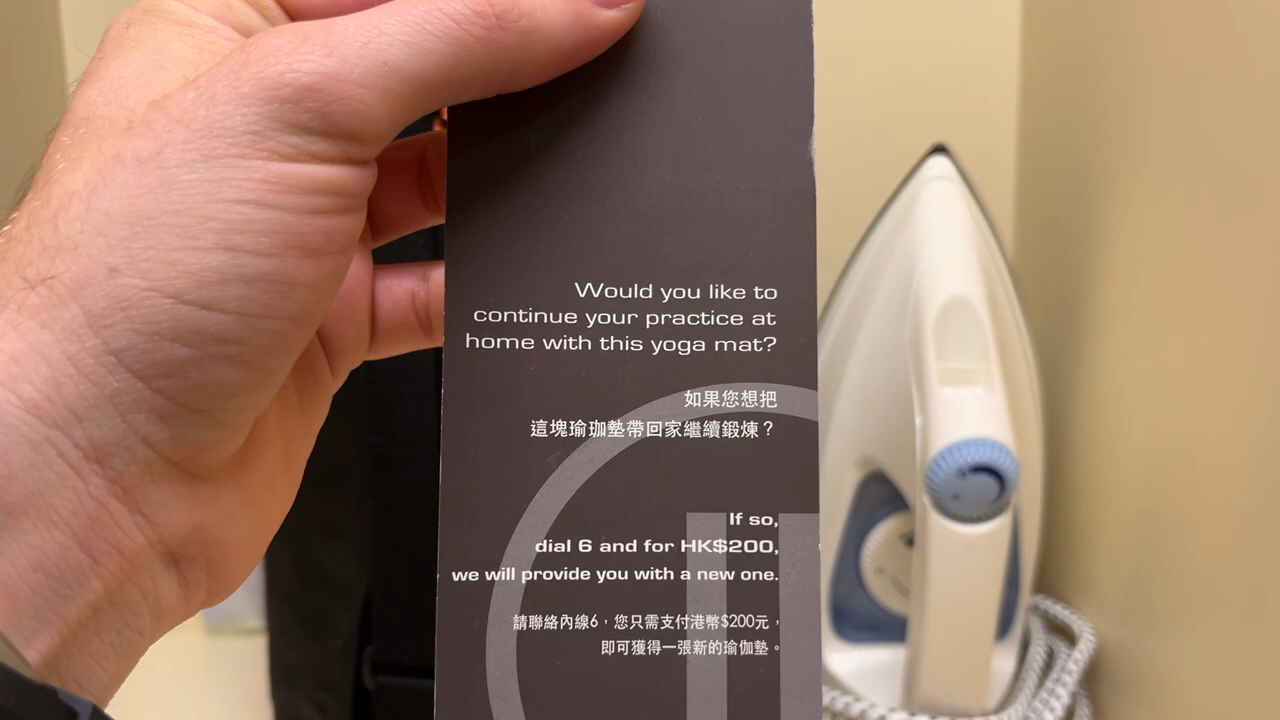 Would you like to
continue your practice at
home with this yoga mat?
如果您想把
這塊瑜珈墊帶回家繼續鍛煉？
If so,
dial 6 and for HK$200,
we will provide you with a new one.
請聯絡內線6，您只需支付港幣$200元，
即可獲得一張新的瑜伽墊。